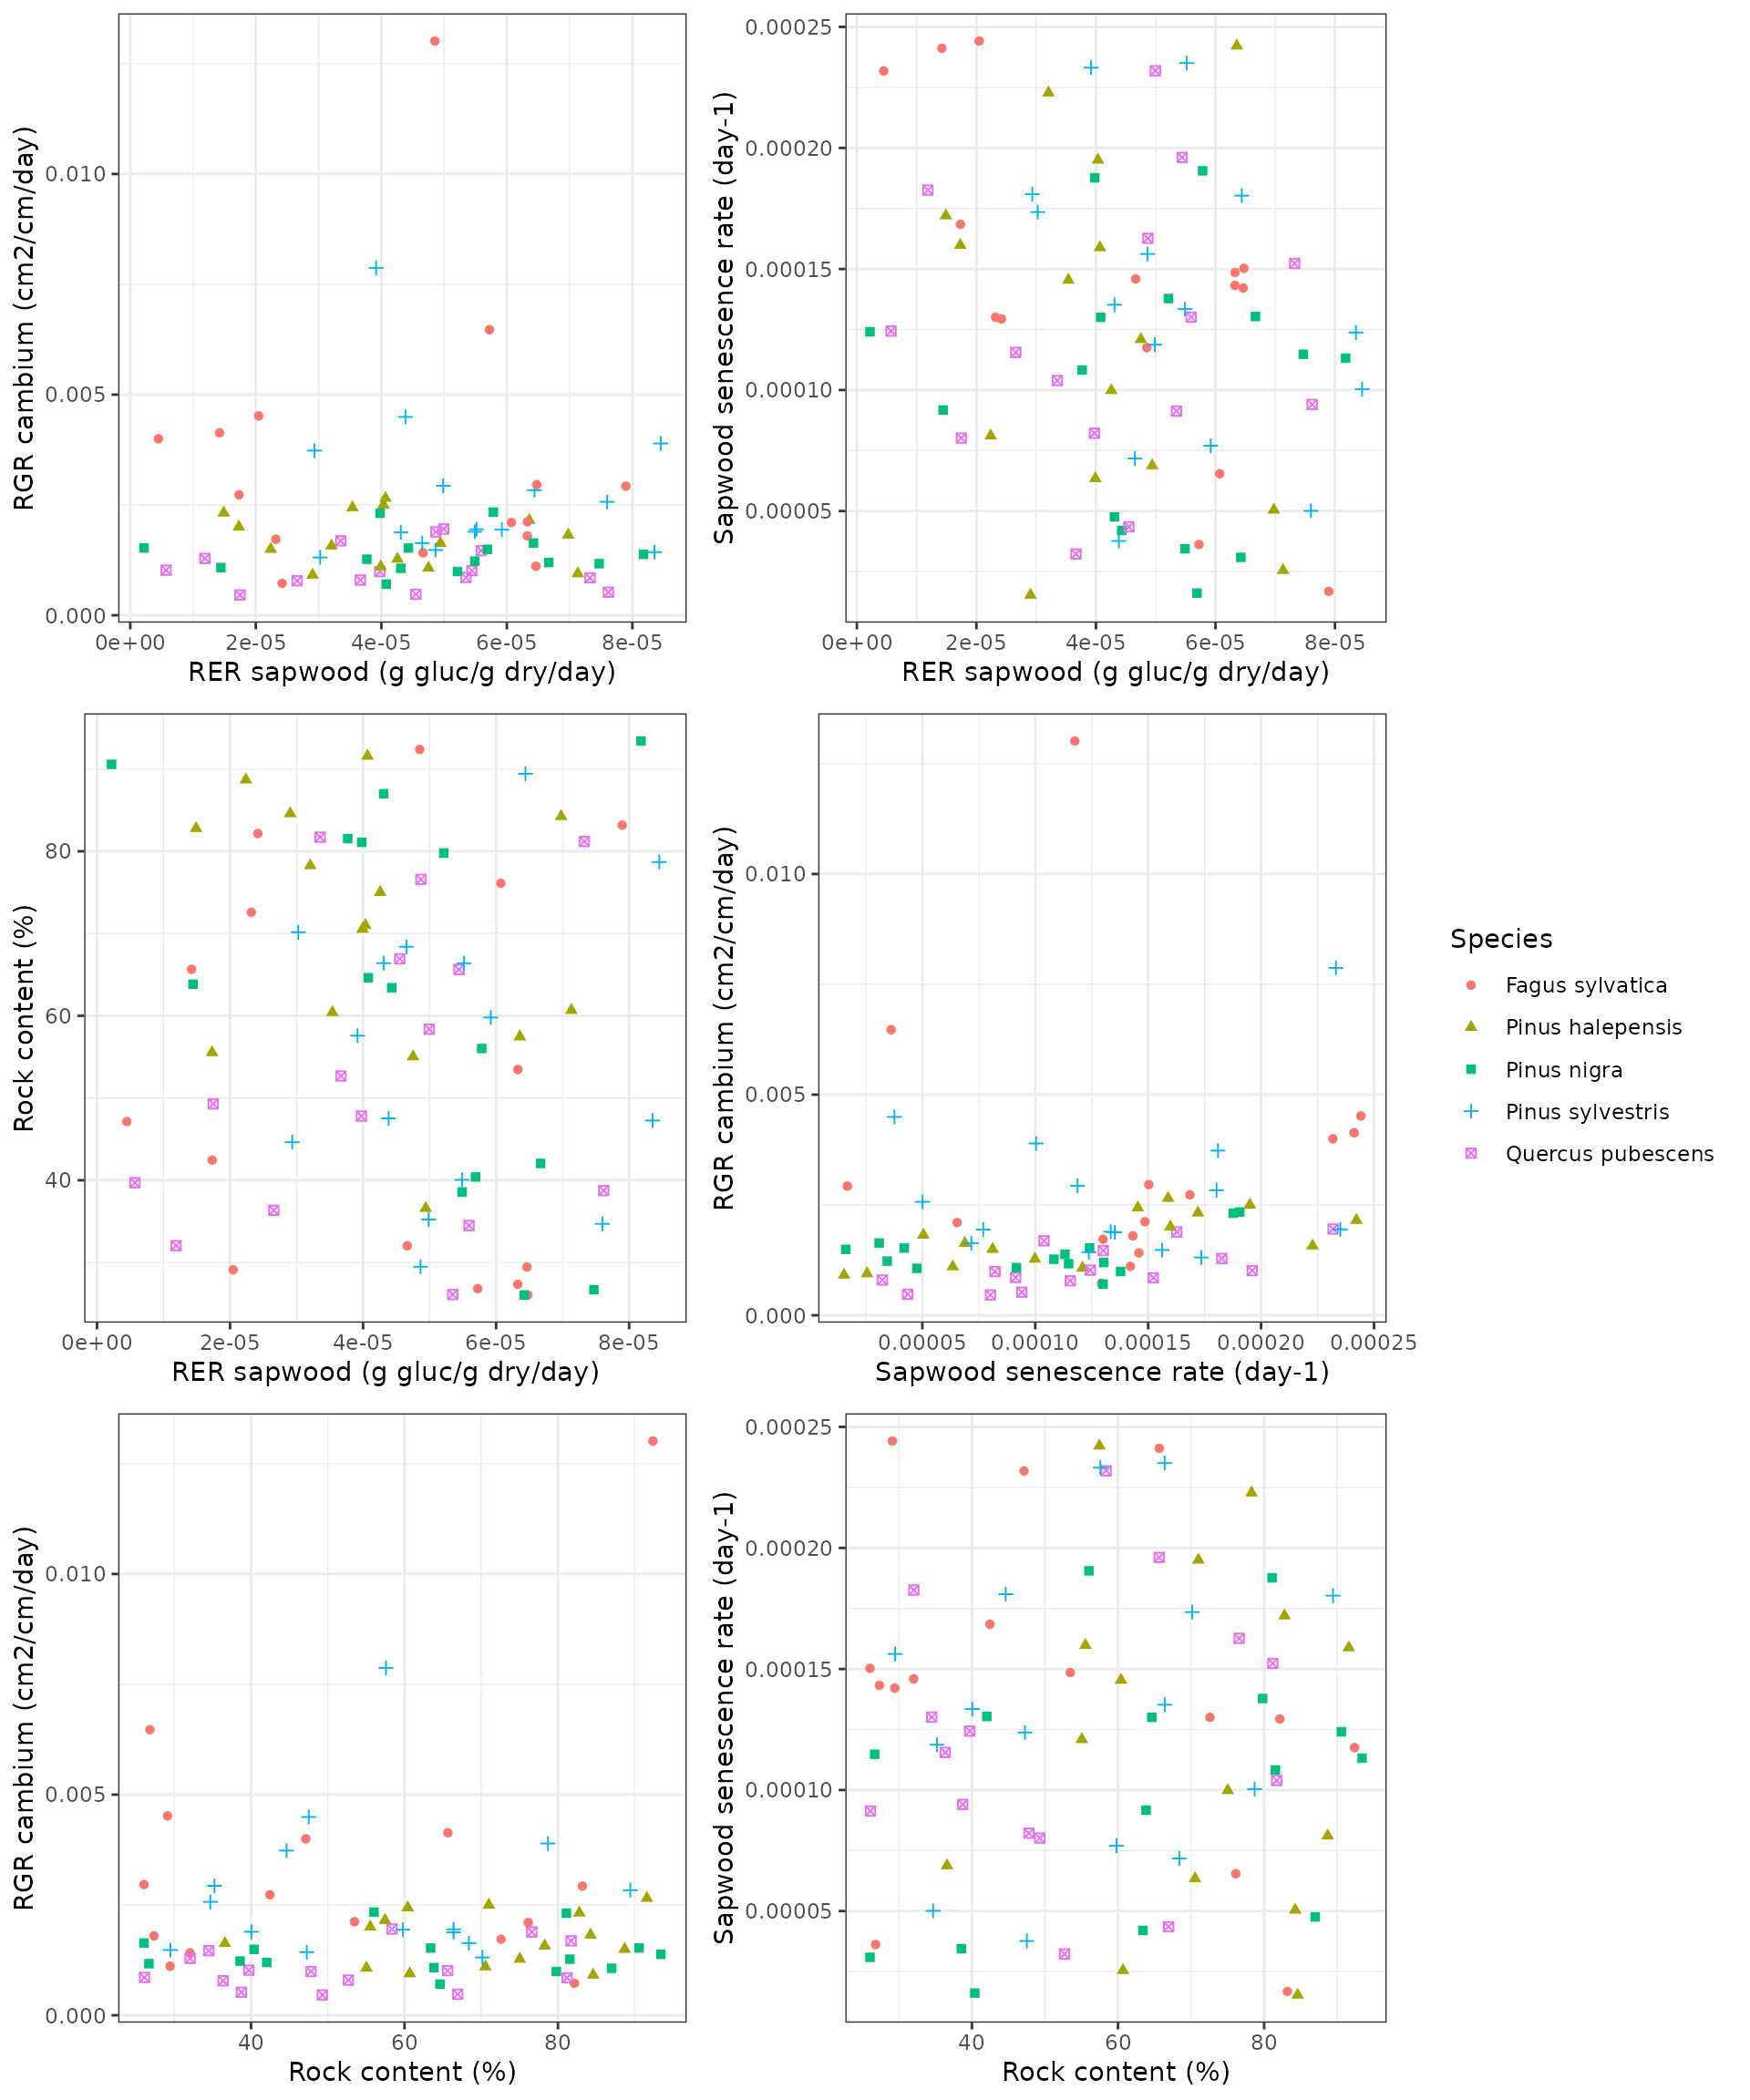 RGR cambium (cm2/cm/day)
0.010
0.005
0.000
0e+00 2e-05 4e-05 6e-05 8e-05
RER sapwood (g gluc/g dry/day)
Sapwood senescence rate (day-1)
0.00025
0.00020
0.00015
0.00010
0.00005
0e+00 2e-05 4e-05 6e-05 8e-05
RER sapwood (g gluc/g dry/day)
Rock content (%)
80
60
40
0e+00 2e-05 4e-05 6e-05 8e-05
RER sapwood (g gluc/g dry/day)
RGR cambium (cm2/cm/day)
0.010
0.005
0.000
0.00005 0.00010 0.00015 0.00020 0.00025
Sapwood senescence rate (day-1)
Species
Fagus sylvatica
Pinus halepensis
Pinus nigra
Pinus sylvestris
Quercus pubescens
RGR cambium (cm2/cm/day)
0.010
0.005
0.000
40 60 80
Rock content (%)
Sapwood senescence rate (day-1)
0.00025
0.00020
0.00015
0.00010
0.00005
40 60 80
Rock content (%)